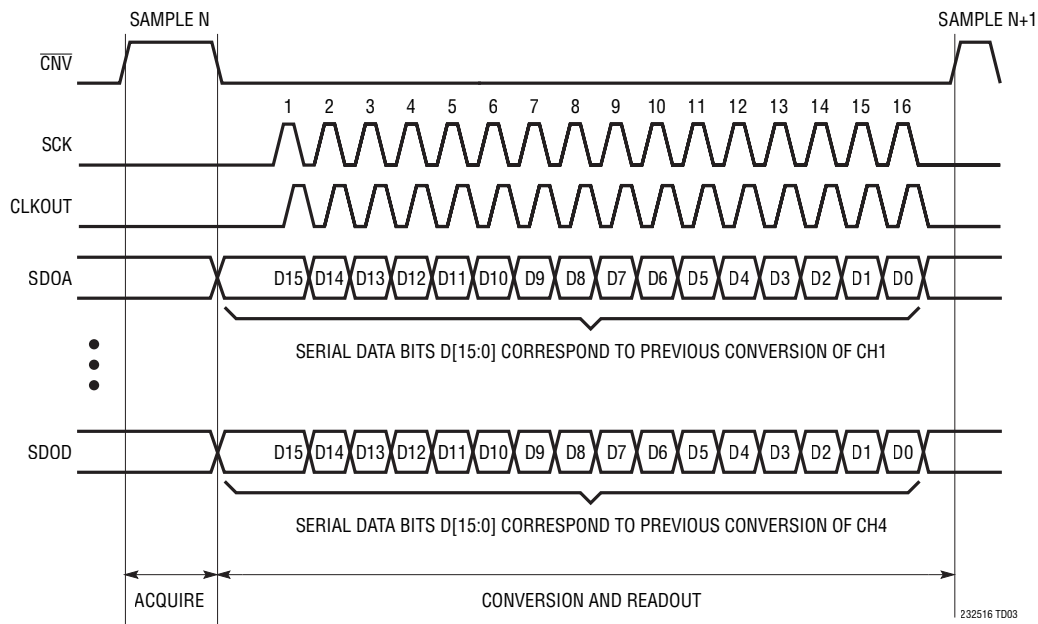 SAMPLE N SAMPLE N+1
CNV
1 2 3 4 5 6 7 8 9 10 11 12 13 14 15 16
SCK
CLKOUT
SDOA D15 D14 D13 D12 D11 D10 D9 D8 D7 D6 D5 D4 D3 D2 D1 D0
SERIAL DATA BITS D[15:0] CORRESPOND TO PREVIOUS CONVERSION OF CH1
SDOD D15 D14 D13 D12 D11 D10 D9 D8 D7 D6 D5 D4 D3 D2 D1 D0
SERIAL DATA BITS D[15:0] CORRESPOND TO PREVIOUS CONVERSION OF CH4
ACQUIRE CONVERSION AND READOUT
232516 TD03